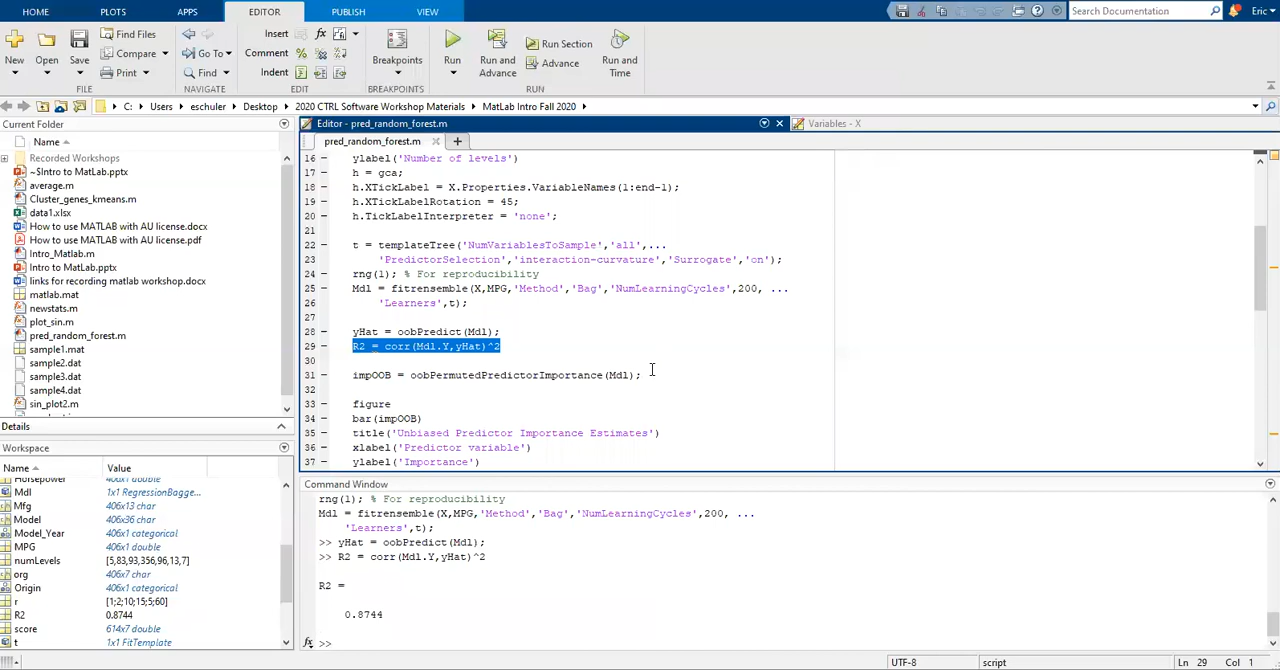 HOME PLOTS APPS EDITOR PUBLISH VIEW Search Documentation Eric
New Open Save Find Files Compare Print Go To Find Insert Comment Indent fx Breakpoints Run Run and Advance Run Section Advance Run and Time
FILE NAVIGATE EDIT BREAKPOINTS RUN
C: Users eschuler Desktop 2020 CTRL Software Workshop Materials MatLab Intro Fall 2020
Current Folder
Name
Recorded Workshops
~$Intro to MatLab.pptx
average.m
Cluster_genes_kmeans.m
data1.xlsx
How to use MATLAB with AU license.docx
How to use MATLAB with AU license.pdf
Intro_Matlab.m
Intro to MatLab.pptx
links for recording matlab workshop.docx
matlab.mat
newstats.m
plot_sin.m
pred_random_forest.m
sample1.mat
sample2.dat
sample3.dat
sample4.dat
sin_plot2.m
Details
Workspace
Name Value
Horsepower 406x1 double
Mdl 1x1 RegressionBagge...
Mfg 406x13 char
Model 406x36 char
Model_Year 406x1 categorical
MPG 406x1 double
numLevels [5,83,93,356,96,13,7]
org 406x7 char
Origin 406x1 categorical
r [1;2;10;15;5;60]
R2 0.8744
score 614x7 double
t 1x1 FitTemplate
Editor - pred_random_forest.m Variables - X
pred_random_forest.m
16 ylabel('Number of levels')
17 h = gca;
18 h.XTickLabel = X.Properties.VariableNames(1:end-1);
19 h.XTickLabelRotation = 45;
20 h.TickLabelInterpreter = 'none';
21
22 t = templateTree('NumVariablesToSample','all',...
23 'PredictorSelection','interaction-curvature','Surrogate','on');
24 rng(1); % For reproducibility
25 Mdl = fitrensemble(X,MPG,'Method','Bag','NumLearningCycles',200, ...
26 'Learners',t);
27
28 yHat = oobPredict(Mdl);
29 R2 = corr(Mdl.Y,yHat)^2
30
31 impOOB = oobPermutedPredictorImportance(Mdl);
32
33 figure
34 bar(impOOB)
35 title('Unbiased Predictor Importance Estimates')
36 xlabel('Predictor variable')
37 ylabel('Importance')
Command Window
rng(1); % For reproducibility
Mdl = fitrensemble(X,MPG,'Method','Bag','NumLearningCycles',200, ...
'Learners',t);
>> yHat = oobPredict(Mdl);
>> R2 = corr(Mdl.Y,yHat)^2
R2 =
0.8744
fx >>
UTF-8 script Ln 29 Col 1